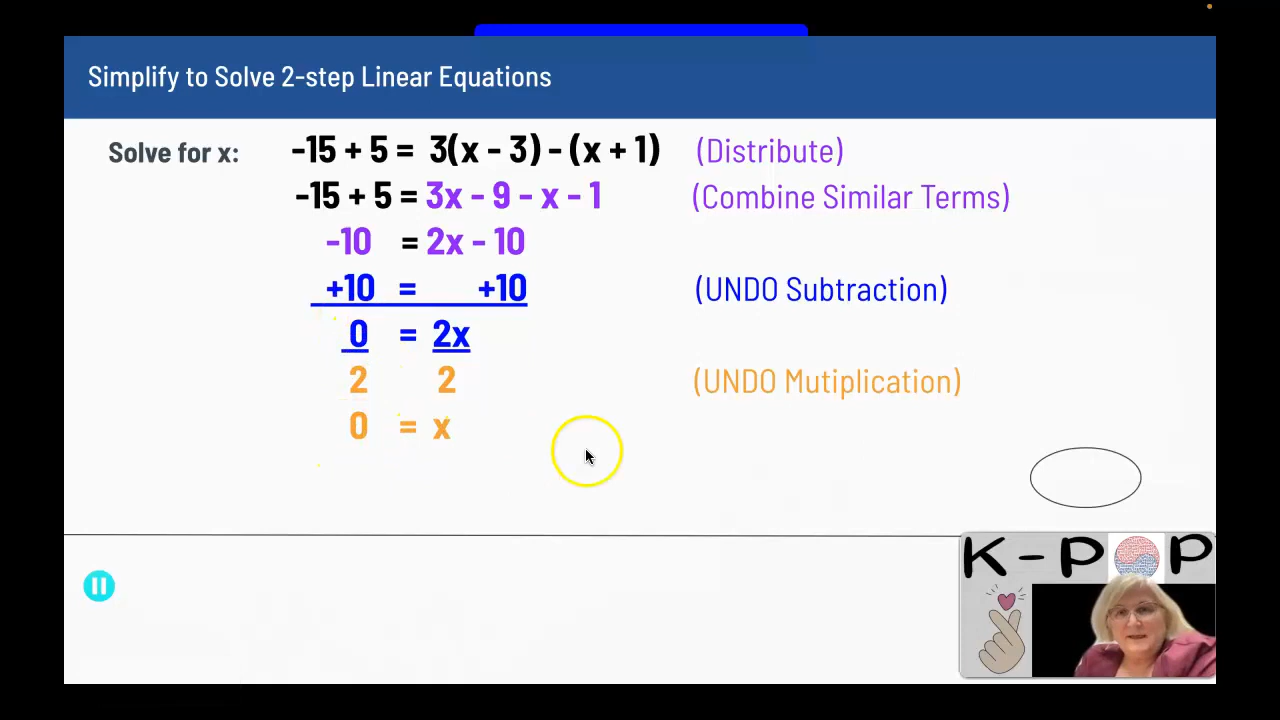 Simplify to Solve 2-step Linear Equations
Solve for x: -15 + 5 = 3(x - 3) - (x + 1) (Distribute)
-15 + 5 = 3x - 9 - x - 1 (Combine Similar Terms)
-10 = 2x - 10
+10 = +10 (UNDO Subtraction)
0 = 2x
2 2 (UNDO Mutiplication)
0 = x
K-POP